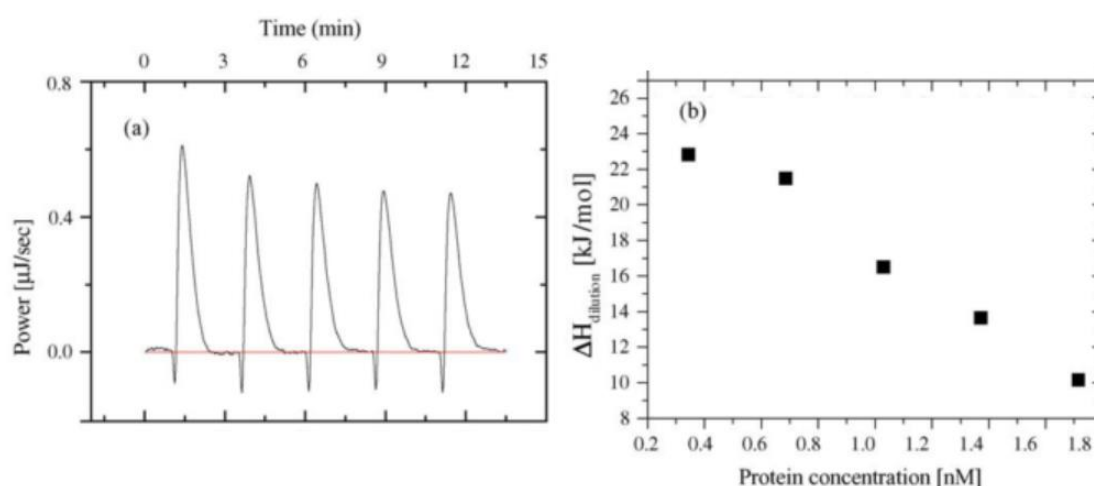 Time (min)
0 3 6 9 12 15
0.8
0.4
0.0
Power [µJ/sec]
(a)
26
24
22
20
18
16
14
12
10
8
ΔHdilution [kJ/mol]
(b)
0.2 0.4 0.6 0.8 1.0 1.2 1.4 1.6 1.8
Protein concentration [nM]